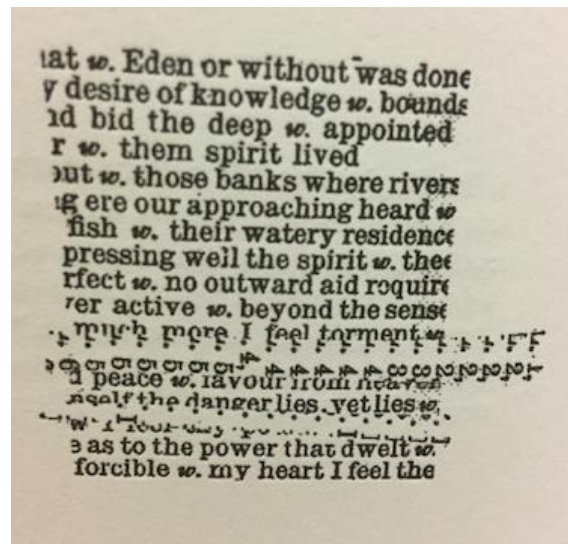 w. Eden or without was done
desire of knowledge w. bounds
bid the deep w. appointed
r w. them spirit lived
out w. those banks where rivers
ere our approaching heard w
fish w. their watery residence
pressing well the spirit w. thee
rfect w. no outward aid require
active w. beyond the sense
much more I feel torment w
peace w. favour from heaven
the danger lies yet lies w.
as to the power that dwelt w.
forcible w. my heart I feel the